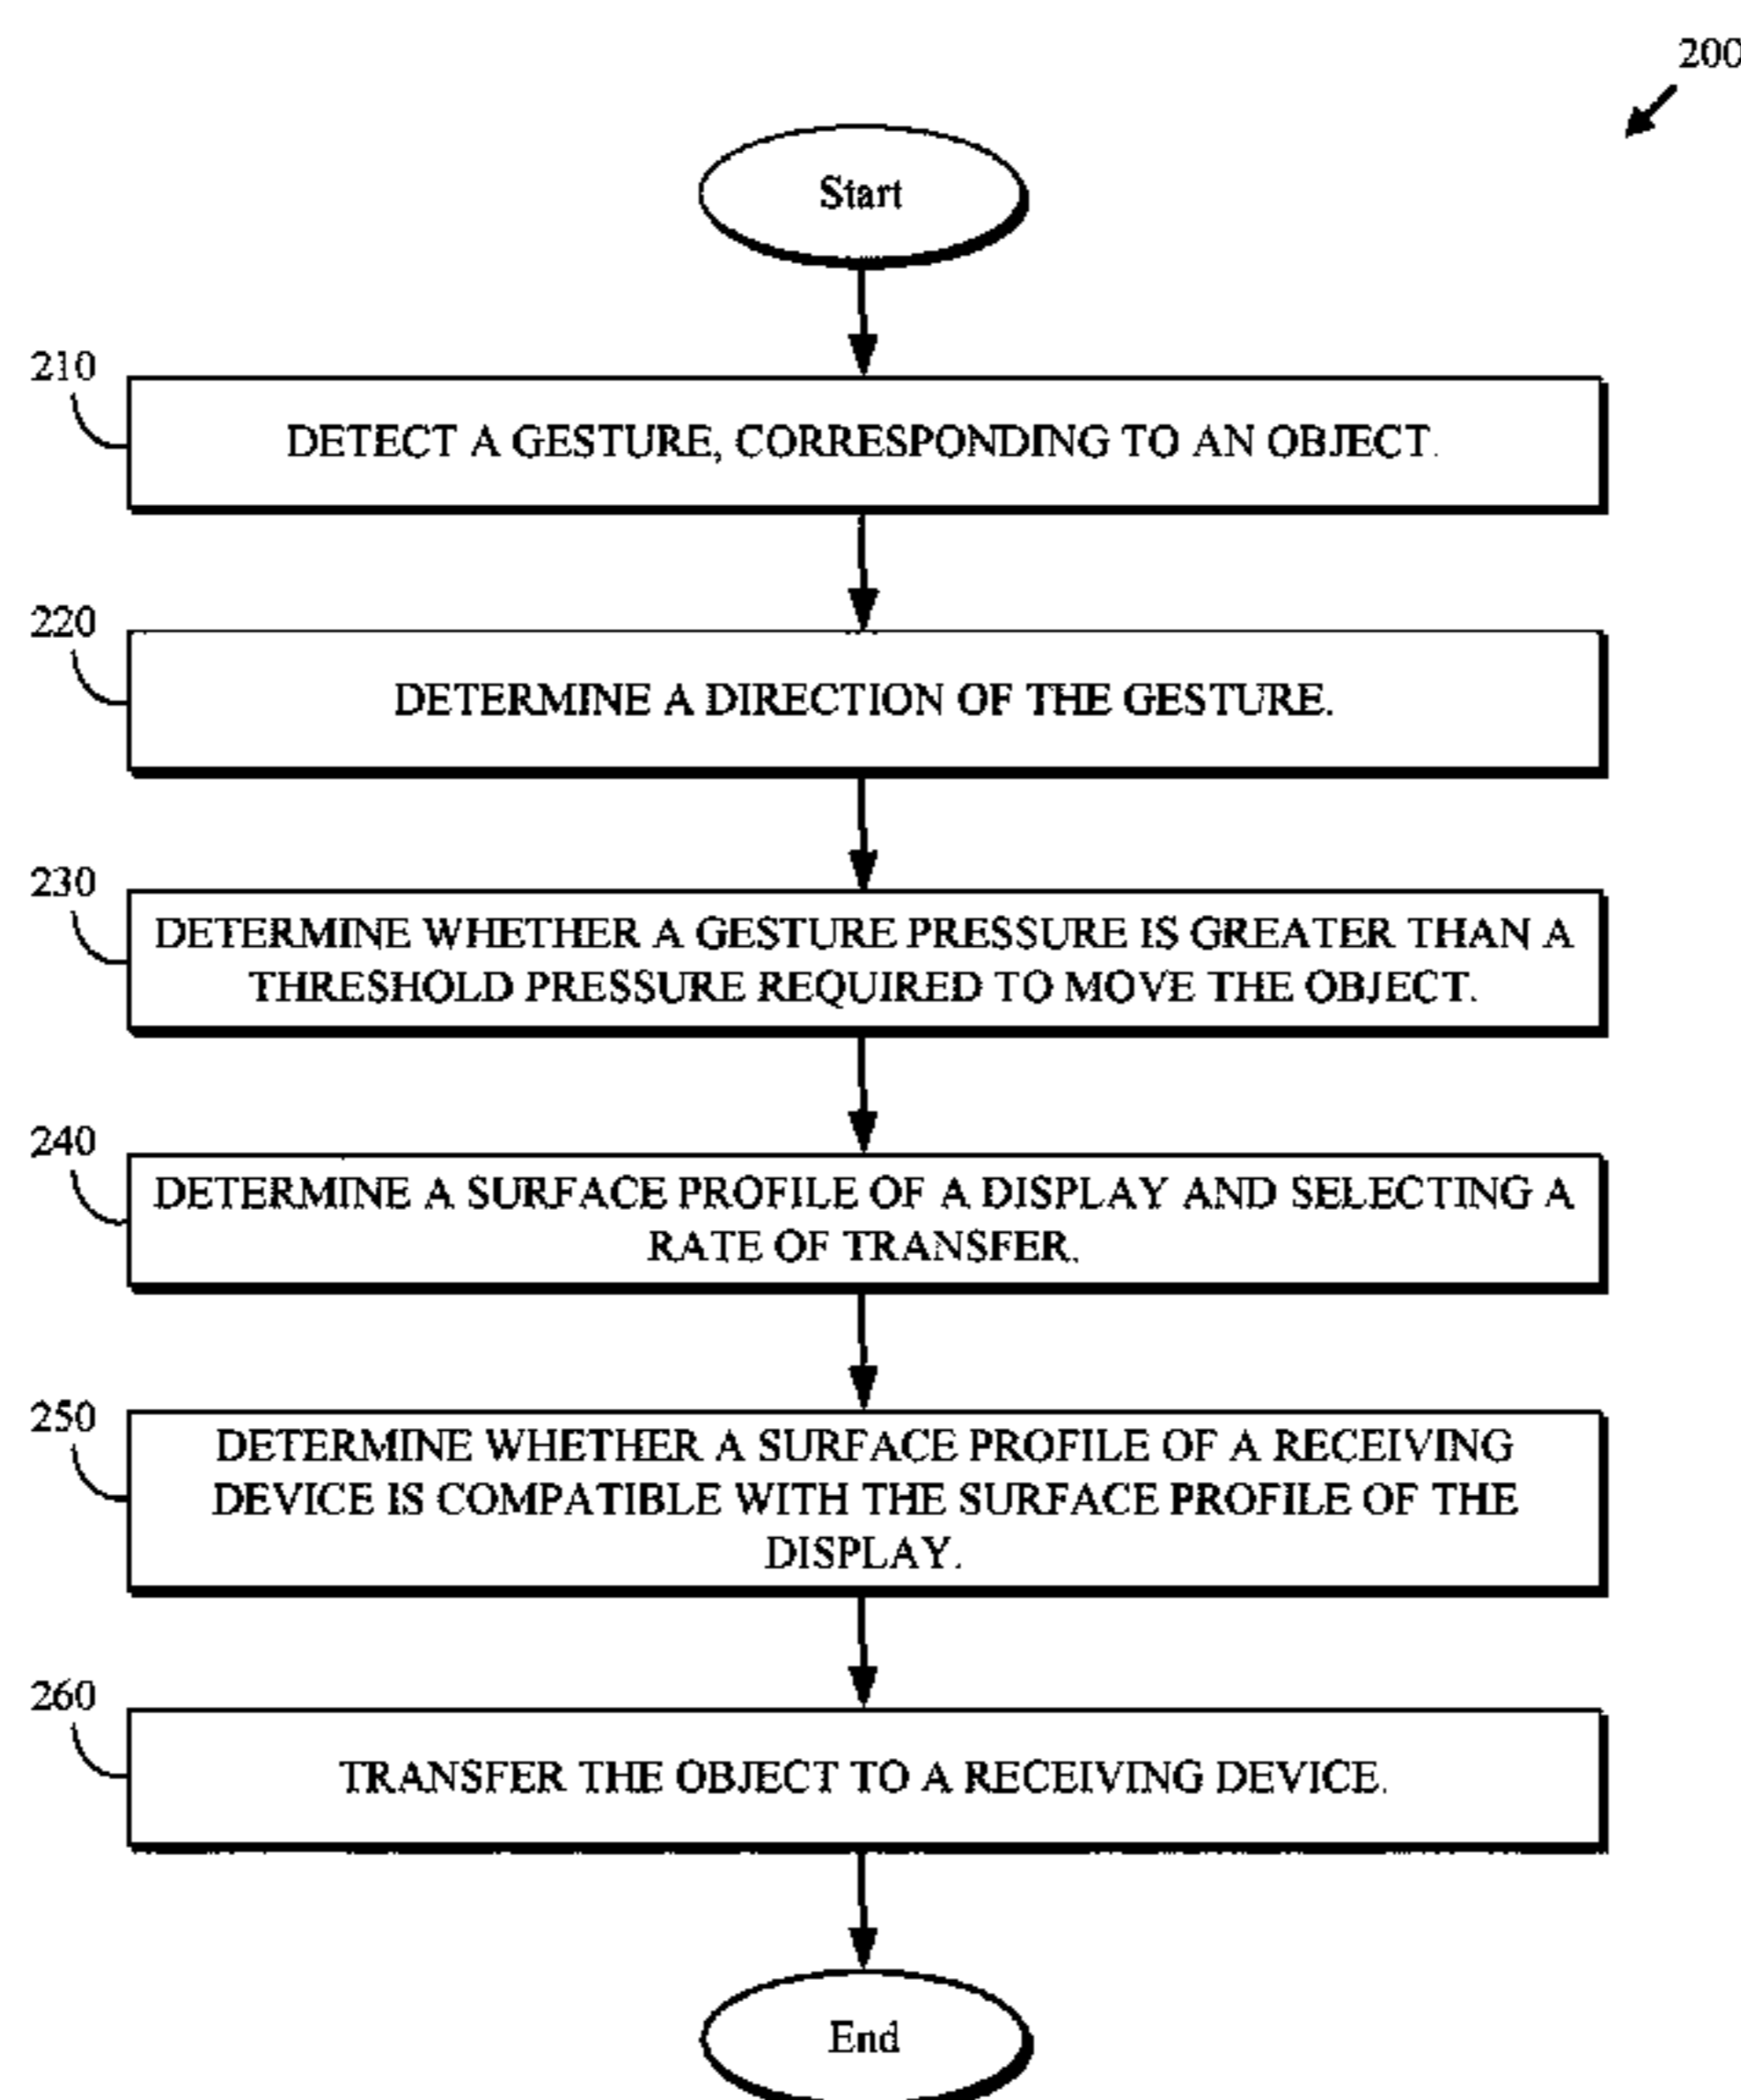 200
Start
210
DETECT A GESTURE, CORRESPONDING TO AN OBJECT.
220
DETERMINE A DIRECTION OF THE GESTURE.
230
DETERMINE WHETHER A GESTURE PRESSURE IS GREATER THAN A
THRESHOLD PRESSURE REQUIRED TO MOVE THE OBJECT.
240
DETERMINE A SURFACE PROFILE OF A DISPLAY AND SELECTING A
RATE OF TRANSFER.
250
DETERMINE WHETHER A SURFACE PROFILE OF A RECEIVING
DEVICE IS COMPATIBLE WITH THE SURFACE PROFILE OF THE
DISPLAY.
260
TRANSFER THE OBJECT TO A RECEIVING DEVICE.
End